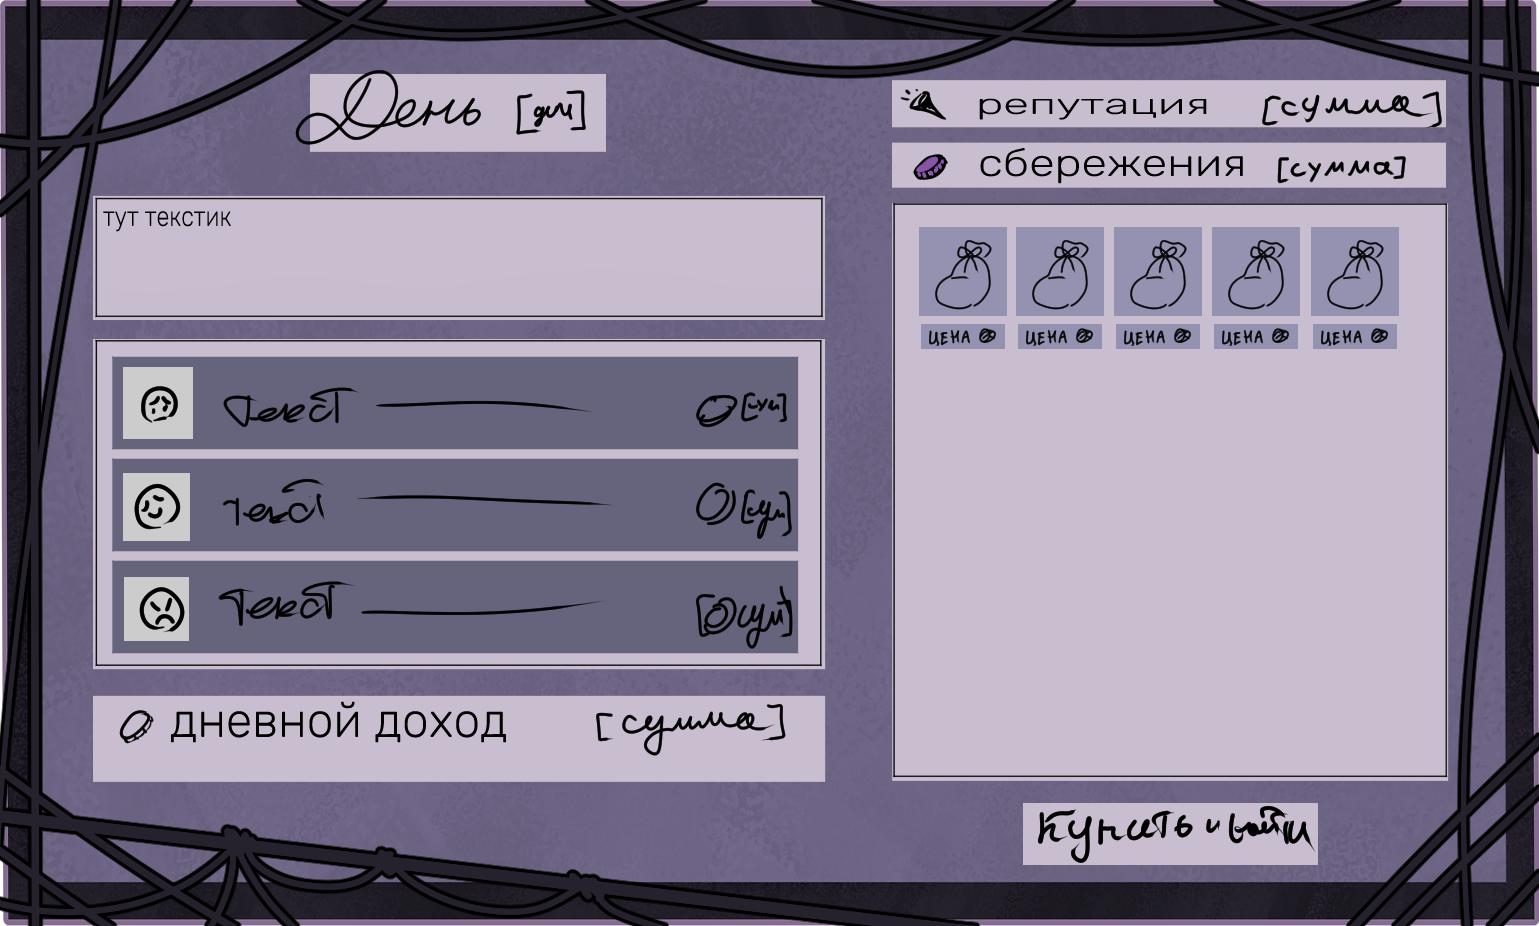 День [дни]
тут текстик
Текст [сум]
Текст [сум]
Текст [сум]
дневной доход [сумма]
репутация [сумма]
сбережения [сумма]
ЦЕНА ЦЕНА ЦЕНА ЦЕНА ЦЕНА
Купить и выйти